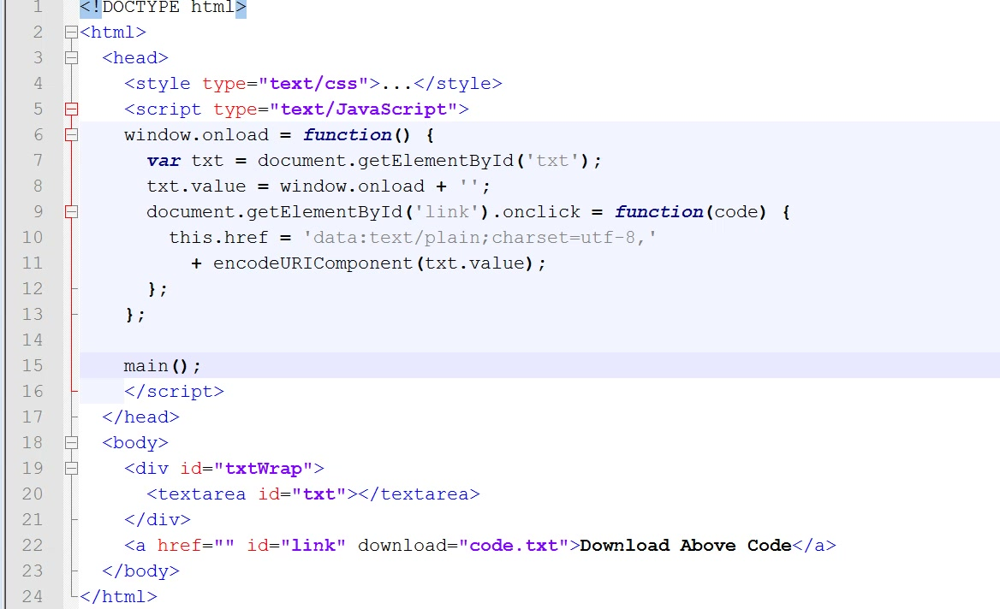 1 <!DOCTYPE html>
2 <html>
3 <head>
4 <style type="text/css">...</style>
5 <script type="text/JavaScript">
6 window.onload = function() {
7 var txt = document.getElementById('txt');
8 txt.value = window.onload + '';
9 document.getElementById('link').onclick = function(code) {
10 this.href = 'data:text/plain;charset=utf-8,'
11 + encodeURIComponent(txt.value);
12 };
13 };
14
15 main();
16 </script>
17 </head>
18 <body>
19 <div id="txtWrap">
20 <textarea id="txt"></textarea>
21 </div>
22 <a href="" id="link" download="code.txt">Download Above Code</a>
23 </body>
24 </html>